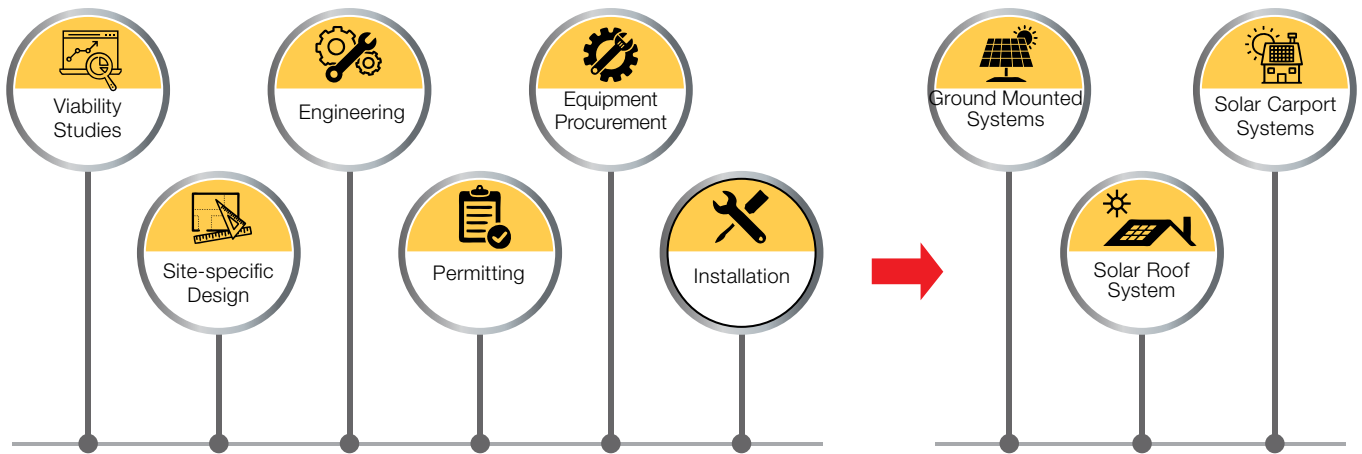 Viability
Studies
Site-specific
Design
Engineering
Permitting
Equipment
Procurement
Installation
Ground Mounted
Systems
Solar Roof
System
Solar Carport
Systems